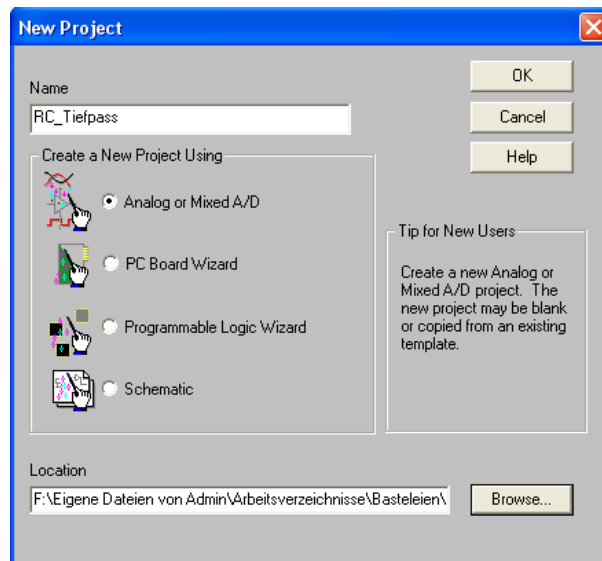 New Project
Name
RC_Tiefpass
OK
Cancel
Help
Create a New Project Using
Analog or Mixed A/D
PC Board Wizard
Programmable Logic Wizard
Schematic
Tip for New Users
Create a new Analog or
Mixed A/D project. The
new project may be blank
or copied from an existing
template.
Location
F:\Eigene Dateien von Admin\Arbeitsverzeichnisse\Basteleien\
Browse...